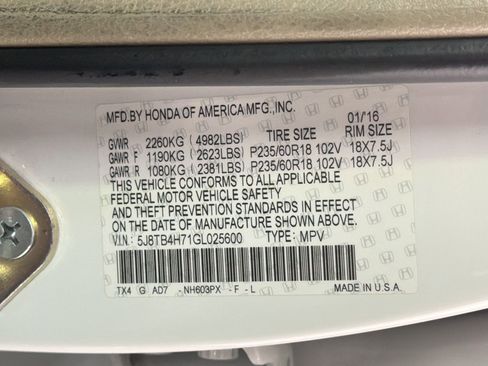 MFD.BY HONDA OF AMERICA MFG.,INC. 01/16
GVWR 2260KG (4982LBS) TIRE SIZE RIM SIZE
GAWR F 1190KG (2623LBS) P235/60R18 102V 18X7.5J
GAWR R 1080KG (2381LBS) P235/60R18 102V 18X7.5J
THIS VEHICLE CONFORMS TO ALL APPLICABLE
FEDERAL MOTOR VEHICLE SAFETY
AND THEFT PREVENTION STANDARDS IN EFFECT
ON THE DATE OF MANUFACTURE SHOWN ABOVE.
V.I.N: 5J8TB4H71GL025600 TYPE: MPV
TX4 G AD7 -NH603PX -F -L MADE IN U.S.A.